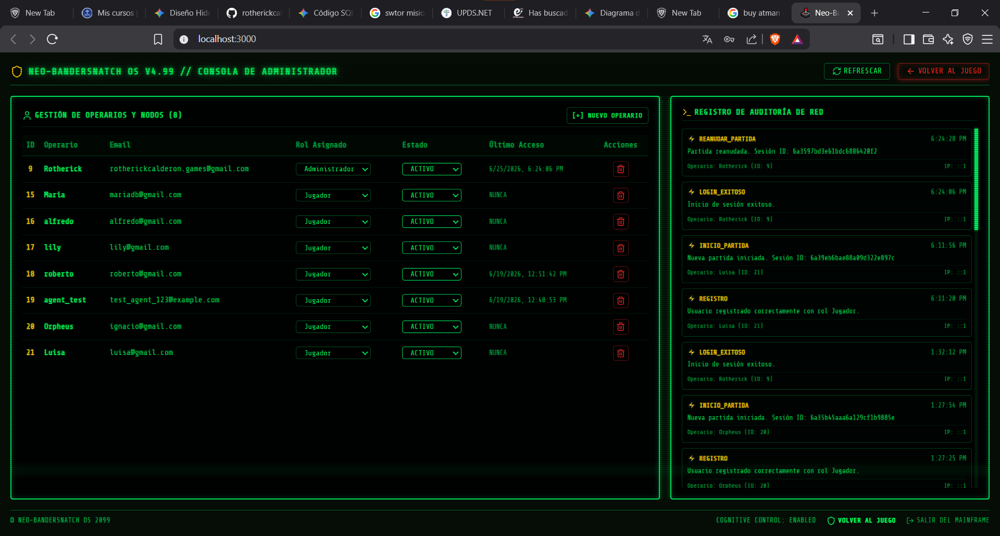 New Tab
Mis cursos
Diseño Hidr
rotherickcal
Código SQL
swtor misio
UPDS.NET
Has buscad
Diagrama d
New Tab
buy atman
Neo-Ba
localhost:3000
NEO-BANDERSNATCH OS V4.99 // CONSOLA DE ADMINISTRADOR
REFRESCAR
← VOLVER AL JUEGO
GESTIÓN DE OPERARIOS Y NODOS (8)
[+] NUEVO OPERARIO
ID Operario Email Rol Asignado Estado Último Acceso Acciones
9 Rotherick rotherickcalderon.games@gmail.com Administrador ACTIVO 6/25/2026, 6:24:06 PM
15 Maria mariadb@gmail.com Jugador ACTIVO NUNCA
16 alfredo alfredo@gmail.com Jugador ACTIVO NUNCA
17 lily lily@gmail.com Jugador ACTIVO NUNCA
18 roberto roberto@gmail.com Jugador ACTIVO 6/19/2026, 12:51:42 PM
19 agent_test test_agent_123@example.com Jugador ACTIVO 6/19/2026, 12:40:53 PM
20 Orpheus ignacio@gmail.com Jugador ACTIVO NUNCA
21 Luisa luisa@gmail.com Jugador ACTIVO NUNCA
>_ REGISTRO DE AUDITORÍA DE RED
REANUDAR_PARTIDA 6:24:28 PM
Partida reanudada. Sesión ID: 6a3597bd3e61bdc6886420f2
Operario: Rotherick (ID: 9) IP: ::1
LOGIN_EXITOSO 6:24:06 PM
Inicio de sesión exitoso.
Operario: Rotherick (ID: 9) IP: ::1
INICIO_PARTIDA 6:11:56 PM
Nueva partida iniciada. Sesión ID: 6a39eb6bae88a09d322e897c
Operario: Luisa (ID: 21) IP: ::1
REGISTRO 6:11:20 PM
Usuario registrado correctamente con rol Jugador.
Operario: Luisa (ID: 21) IP: ::1
LOGIN_EXITOSO 1:32:12 PM
Inicio de sesión exitoso.
Operario: Rotherick (ID: 9) IP: ::1
INICIO_PARTIDA 1:27:54 PM
Nueva partida iniciada. Sesión ID: 6a35b45aaa6a129cf1b9885e
Operario: Orpheus (ID: 20) IP: ::1
REGISTRO 1:27:25 PM
Usuario registrado correctamente con rol Jugador.
Operario: Orpheus (ID: 20) IP: ::1
© NEO-BANDERSNATCH OS 2099
COGNITIVE CONTROL: ENABLED
VOLVER AL JUEGO
SALIR DEL MAINFRAME